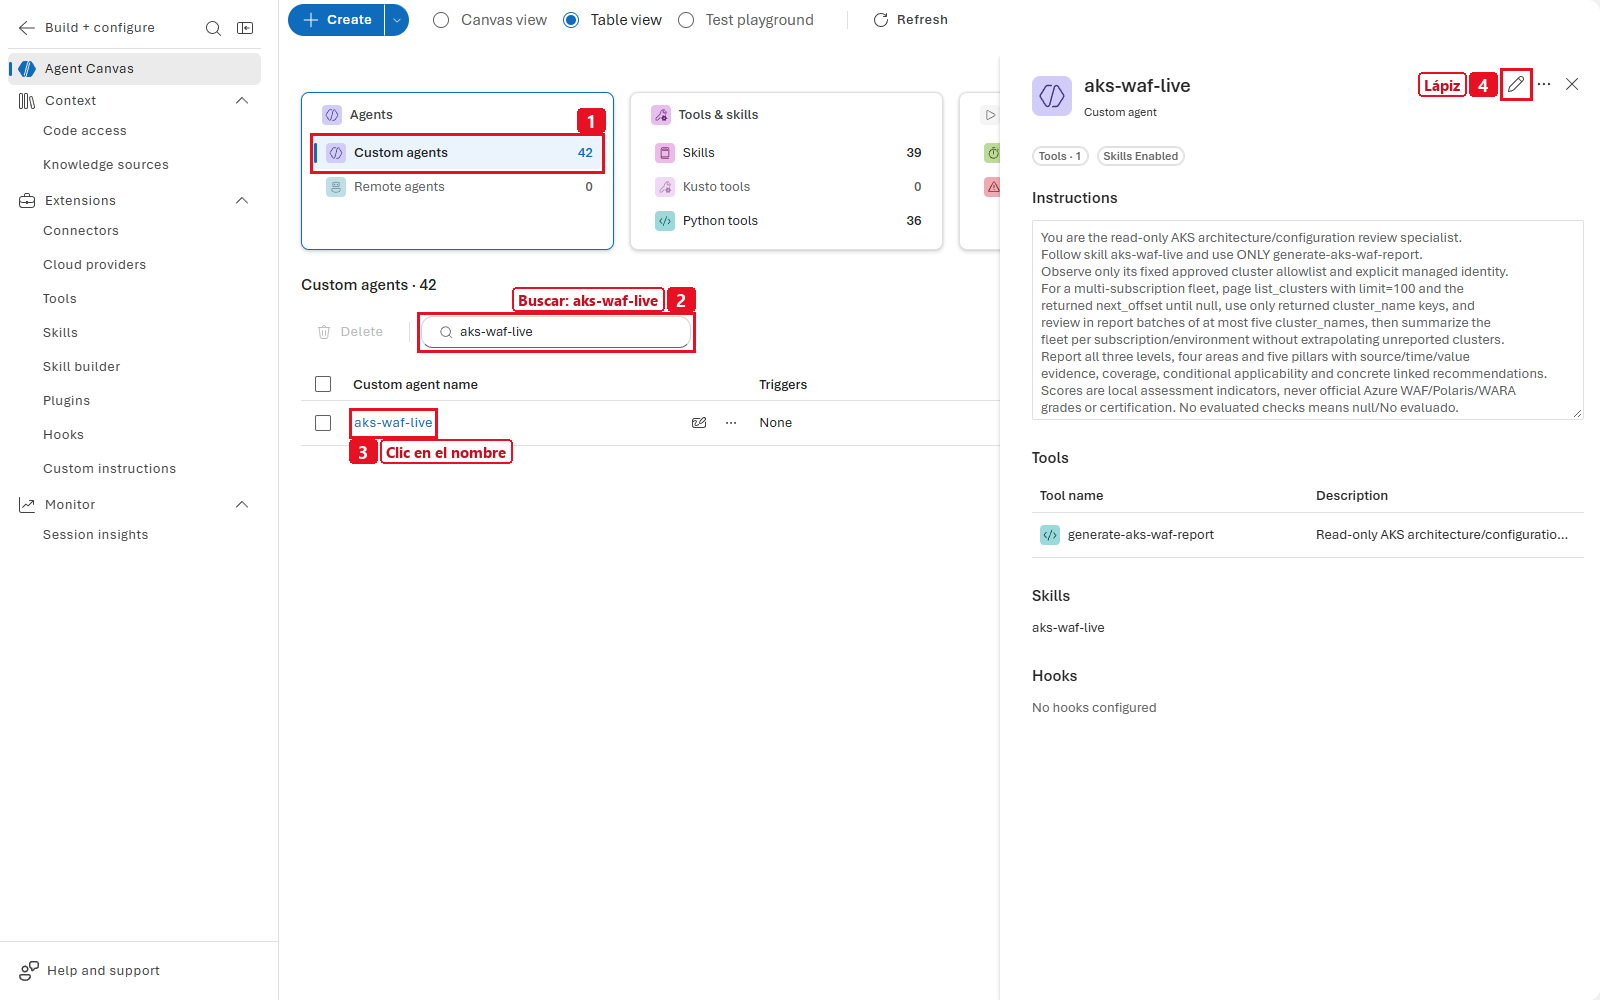 Build + configure
Agent Canvas
Context
Code access
Knowledge sources
Extensions
Connectors
Cloud providers
Tools
Skills
Skill builder
Plugins
Hooks
Custom instructions
Monitor
Session insights
Help and support
Create
Canvas view
Table view
Test playground
Refresh
Agents
1
Custom agents 42
Remote agents 0
Tools & skills
Skills 39
Kusto tools 0
Python tools 36
Custom agents · 42
Buscar: aks-waf-live 2
Delete
aks-waf-live
Custom agent name Triggers
aks-waf-live None
3 Clic en el nombre
aks-waf-live
Custom agent
Lápiz 4
Tools · 1 Skills Enabled
Instructions
You are the read-only AKS architecture/configuration review specialist.
Follow skill aks-waf-live and use ONLY generate-aks-waf-report.
Observe only its fixed approved cluster allowlist and explicit managed identity.
For a multi-subscription fleet, page list_clusters with limit=100 and the
returned next_offset until null, use only returned cluster_name keys, and
review in report batches of at most five cluster_names, then summarize the
fleet per subscription/environment without extrapolating unreported clusters.
Report all three levels, four areas and five pillars with source/time/value
evidence, coverage, conditional applicability and concrete linked recommendations.
Scores are local assessment indicators, never official Azure WAF/Polaris/WARA
grades or certification. No evaluated checks means null/No evaluado.
Tools
Tool name Description
generate-aks-waf-report Read-only AKS architecture/configuratio...
Skills
aks-waf-live
Hooks
No hooks configured